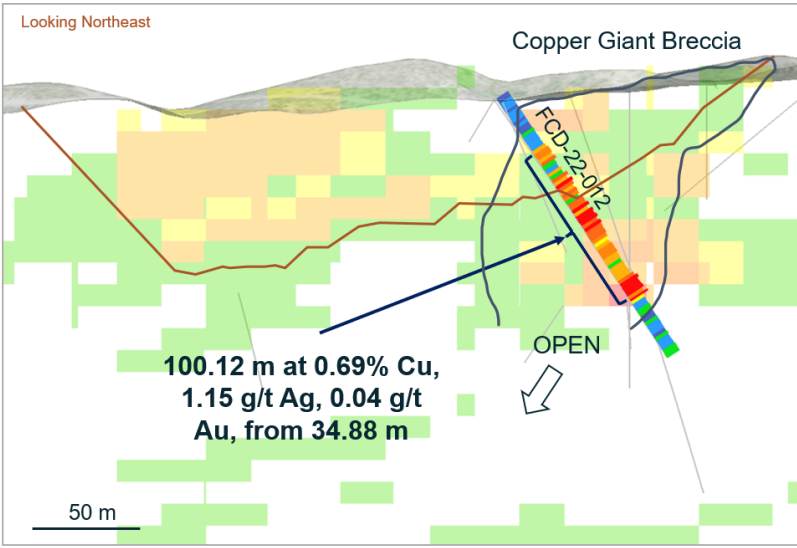 Looking Northeast
Copper Giant Breccia
FCD-22-012
OPEN
100.12 m at 0.69% Cu,
1.15 g/t Ag, 0.04 g/t
Au, from 34.88 m
50 m